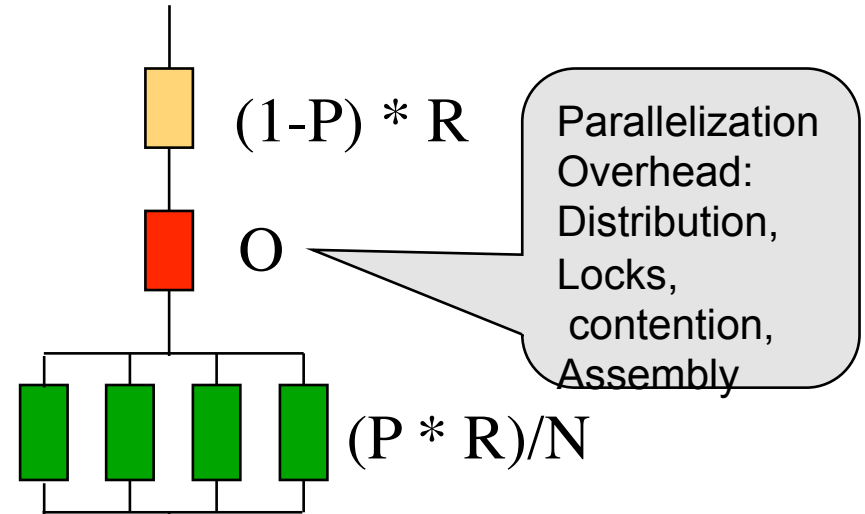 (1-P) * R
O
(P * R)/N
Parallelization
Overhead:
Distribution,
Locks,
contention,
Assembly